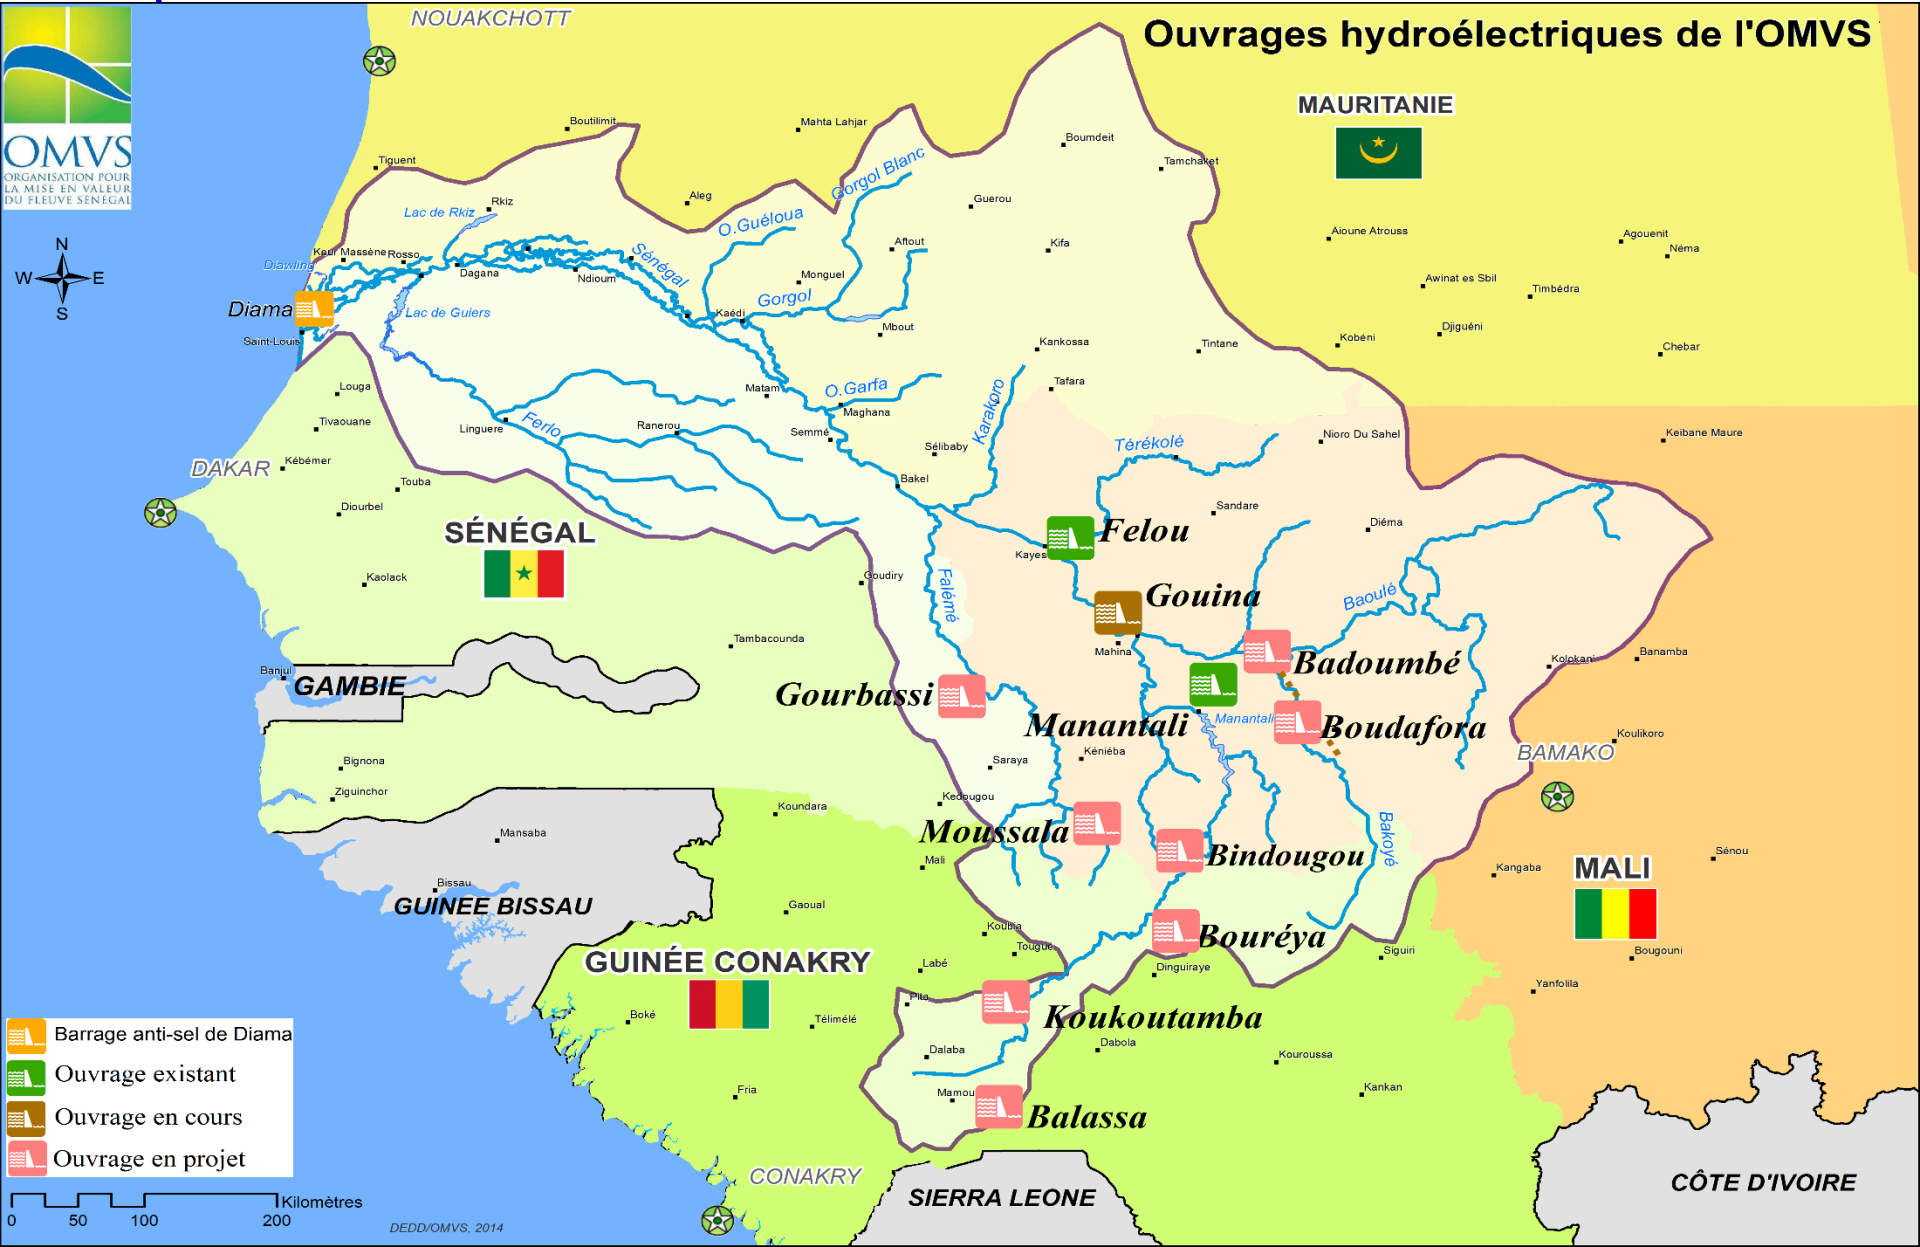 NOUAKCHOTT
Ouvrages hydroélectriques de l'OMVS
OMVS
ORGANISATION POUR
LA MISE EN VALEUR
DU FLEUVE SÉNÉGAL
MAURITANIE
Boutilimit
Mahta Lahjar
Boumdeit
Tiguent
Tamchaket
Gorgol Blanc
Aleg
Rkiz
Lac de Rkiz
Guerou
O.Guéloua
Aioune Atrouss
Agouenit
Néma
N
W
E
S
Keur Massène
Rosso
Diawling
Dagana
Ndioum
Sénégal
Aftout
Kifa
Monguel
Gorgol
Awinat es Sbil
Timbédra
Diama
Lac de Guiers
Kaédi
Mbout
Djiguéni
Saint-Louis
Kankossa
Tintane
Kobéni
Chebar
Louga
Matam
O.Garfa
Maghana
Karakoro
Tafara
Tivaouane
Linguere
Ferlo
Ranerou
Semmé
Sélibaby
Térékolé
Nioro Du Sahel
Keibane Maure
DAKAR
Kébémer
Touba
Bakel
Diourbel
Sandare
Diéma
SÉNÉGAL
Felou
Kayes
Kaolack
Goudiry
Falémé
Gouina
Baoulé
Tambacounda
Mahina
Badoumbé
Kolokani
Banamba
Banjul
GAMBIE
Gourbassi
Manantali
Manantali
Boudafora
Koulikoro
BAMAKO
Bignona
Saraya
Kéniéba
Ziguinchor
Kedougou
Koundara
Moussala
Bakoyé
Mansaba
Mali
Bindougou
Sénou
Kangaba
MALI
Bissau
GUINEE BISSAU
Gaoual
Koubia
Tougué
Bouréya
Siguiri
Bougouni
GUINÉE CONAKRY
Labé
Dinguiraye
Yanfolila
Pita
Boké
Télimélé
Koukoutamba
Dalaba
Dabola
Kouroussa
Fria
Mamou
Kankan
Balassa
Barrage anti-sel de Diama
Ouvrage existant
Ouvrage en cours
Ouvrage en projet
CONAKRY
SIERRA LEONE
CÔTE D'IVOIRE
Kilomètres
0 50 100 200
DEDD/OMVS, 2014